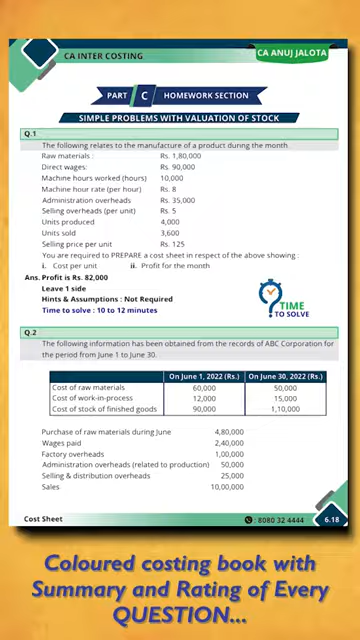 CA INTER COSTING
CA ANUJ JALOTA
PART C HOMEWORK SECTION
SIMPLE PROBLEMS WITH VALUATION OF STOCK
Q.1
The following relates to the manufacture of a product during the month.
Raw materials : Rs. 1,80,000
Direct wages: Rs. 90,000
Machine hours worked (hours) 10,000
Machine hour rate (per hour) Rs. 8
Administration overheads Rs. 35,000
Selling overheads (per unit) Rs. 5
Units produced 4,000
Units sold 3,600
Selling price per unit Rs. 125
You are required to PREPARE a cost sheet in respect of the above showing :
i. Cost per unit ii. Profit for the month
Ans. Profit is Rs. 82,000
Leave 1 side
Hints & Assumptions : Not Required
Time to solve : 10 to 12 minutes
TIME
TO SOLVE
Q.2
The following information has been obtained from the records of ABC Corporation for
the period from June 1 to June 30.
On June 1, 2022 (Rs.) On June 30, 2022 (Rs.)
Cost of raw materials 60,000 50,000
Cost of work-in-process 12,000 15,000
Cost of stock of finished goods 90,000 1,10,000
Purchase of raw materials during June 4,80,000
Wages paid 2,40,000
Factory overheads 1,00,000
Administration overheads (related to production) 50,000
Selling & distribution overheads 25,000
Sales 10,00,000
Cost Sheet : 8080 32 4444 6.18
Coloured costing book with
Summary and Rating of Every
QUESTION...